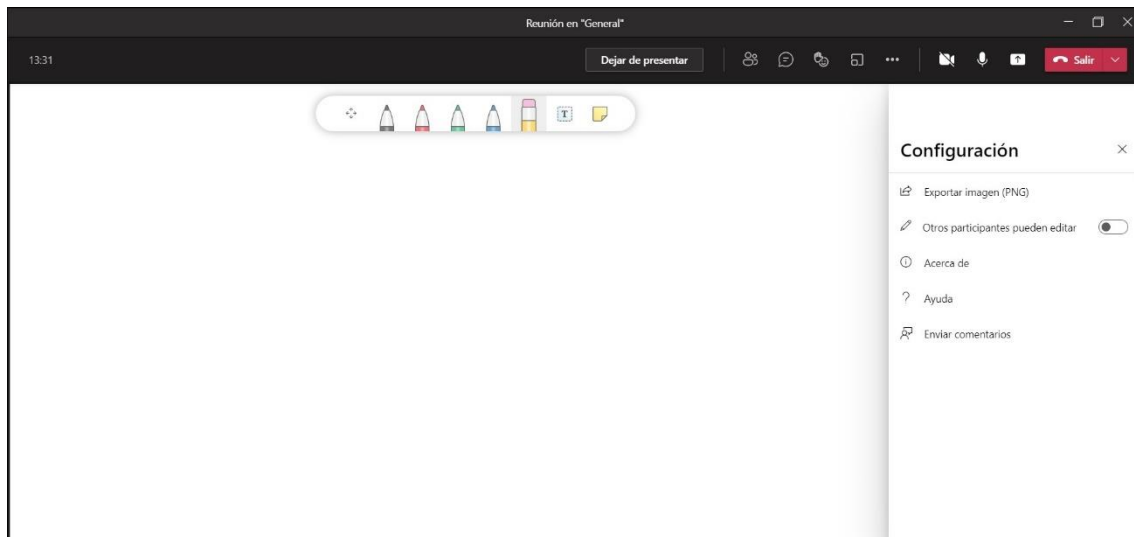 Reunión en "General"
13:31
Dejar de presentar
Salir
T
Configuración
Exportar imagen (PNG)
Otros participantes pueden editar
Acerca de
Ayuda
Enviar comentarios